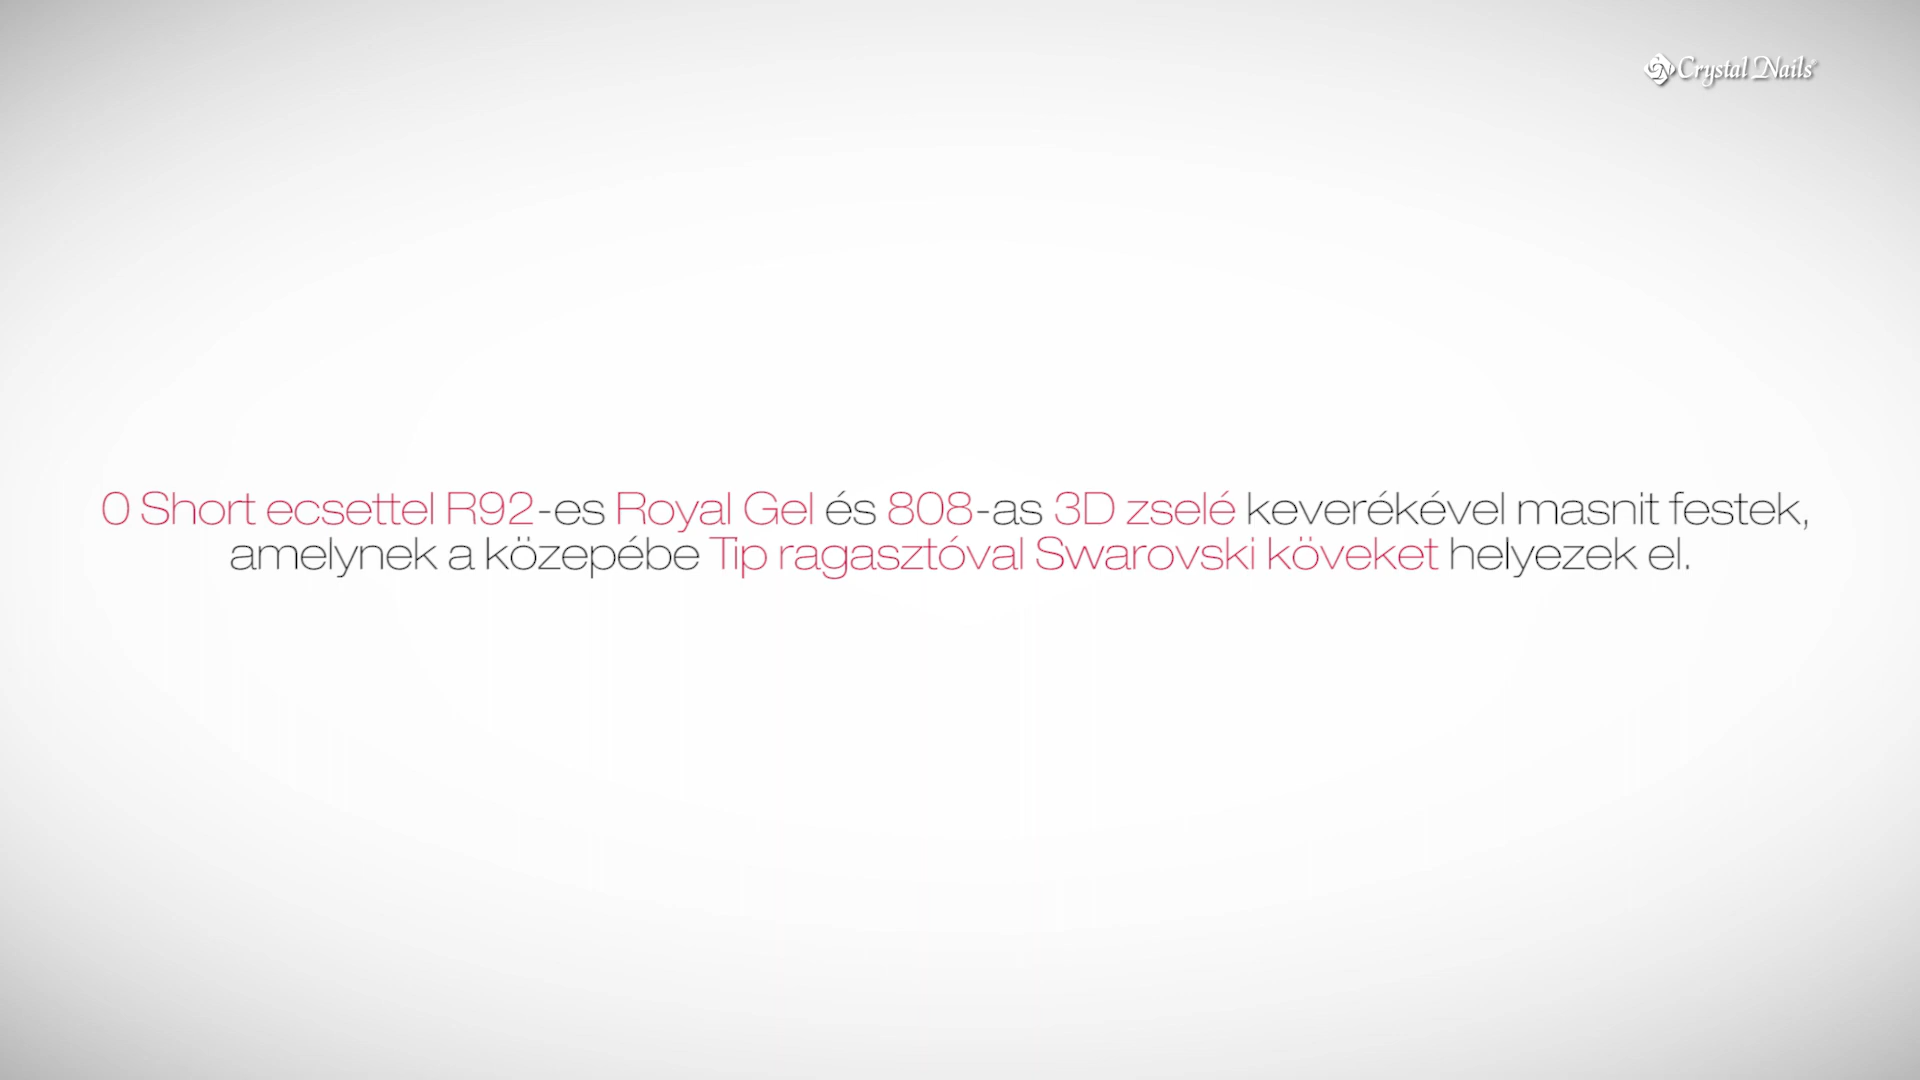 Crystal Nails
0 Short ecsettel R92-es Royal Gel és 808-as 3D zselé keverékével masnit festek,
amelynek a közepébe Tip ragasztóval Swarovski köveket helyezek el.